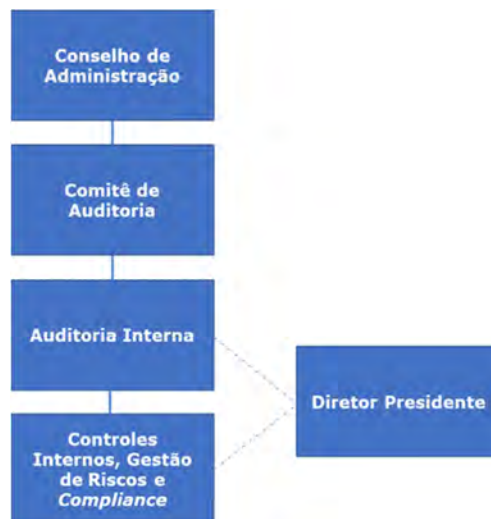 Conselho de
Administração
Comitê de
Auditoria
Auditoria Interna
Diretor Presidente
Controles
Internos, Gestão
de Riscos e
Compliance